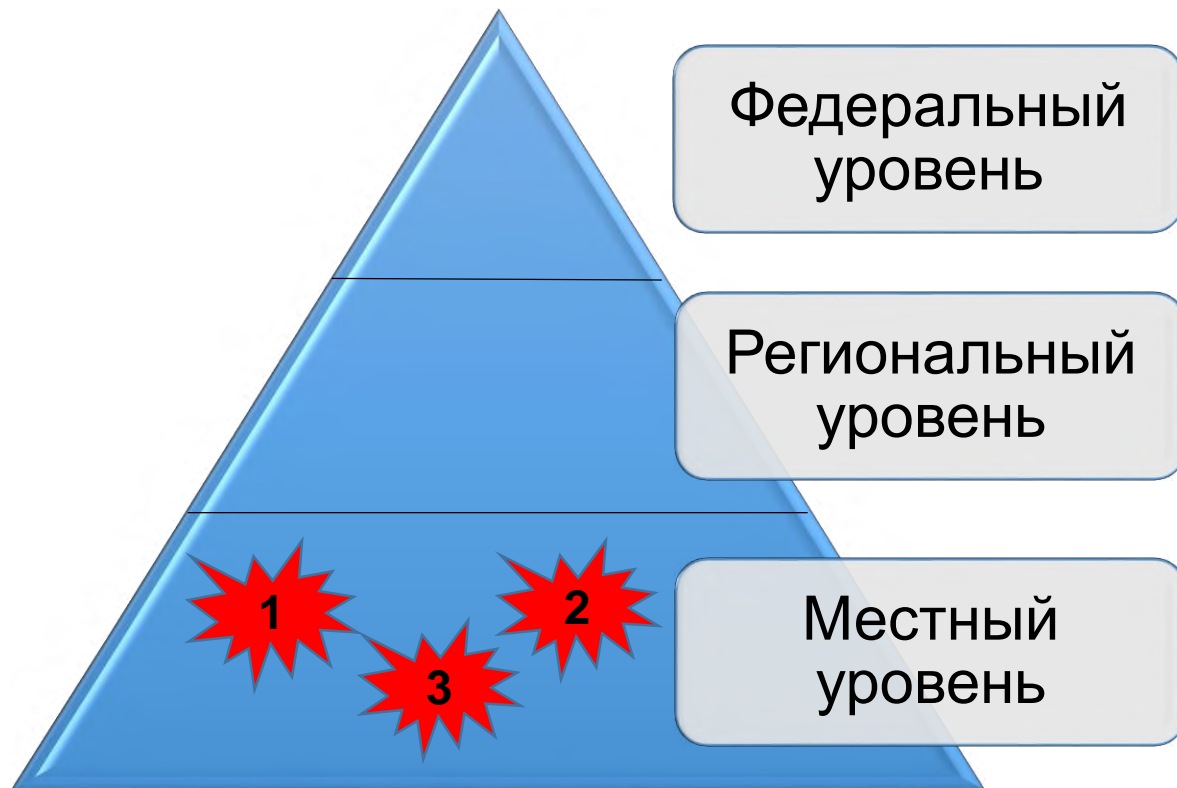 Федеральный
уровень
Региональный
уровень
1
2
3
Местный
уровень